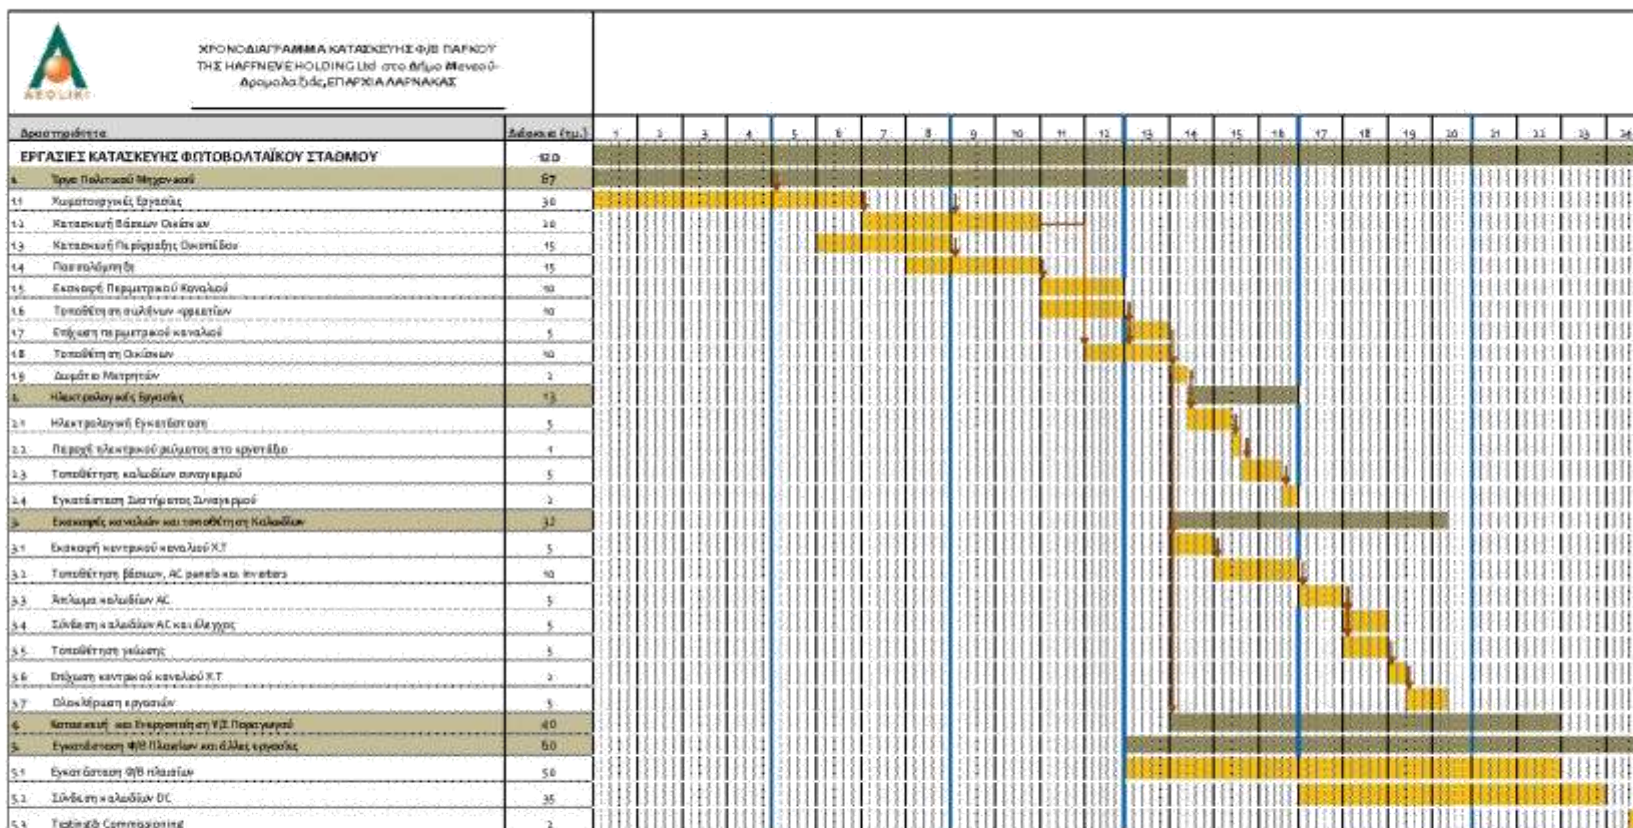 ΧΡΟΝΟΔΙΑΓΡΑΜΜΑ ΚΑΤΑΣΚΕΥΗΣ Φ/Β ΠΑΡΚΟΥ
ΤΗΣ HAFFNEVE HOLDING Ltd στο Δήμο Μενεού-
Δρομολαξιάς, ΕΠΑΡΧΙΑ ΛΑΡΝΑΚΑΣ
AEOLIKI
Δραστηριότητα Διάρκεια (ημ.) 1 2 3 4 5 6 7 8 9 10 11 12 13 14 15 16 17 18 19 20 21 22 23 24
ΕΡΓΑΣΙΕΣ ΚΑΤΑΣΚΕΥΗΣ ΦΩΤΟΒΟΛΤΑΪΚΟΥ ΣΤΑΘΜΟΥ 120
1. Έργα Πολιτικού Μηχανικού 67
1.1 Χωματουργικές Εργασίες 30
1.2 Κατασκευή Βάσεων Οικίσκων 20
1.3 Κατασκευή Περίφραξης Οικοπέδου 15
1.4 Πασσαλόμπηξη 15
1.5 Εκσκαφή Περιμετρικού Καναλιού 10
1.6 Τοποθέτηση σωλήνων -φρεατίων 10
1.7 Επίχωση περιμετρικού καναλιού 5
1.8 Τοποθέτηση Οικίσκων 10
1.9 Δωμάτιο Μετρητών 2
2. Ηλεκτρολογικές Εργασίες 13
2.1 Ηλεκτρολογική Εγκατάσταση 5
2.2 Παροχή ηλεκτρικού ρεύματος στο εργοτάξιο 1
2.3 Τοποθέτηση καλωδίων συναγερμού 5
2.4 Εγκατάσταση Συστήματος Συναγερμού 2
3. Εκσκαφές καναλιών και τοποθέτηση Καλωδίων 32
3.1 Εκσκαφή κεντρικού καναλιού Χ.Τ 5
3.2 Τοποθέτηση βάσεων, AC panels και inverters 10
3.3 Άπλωμα καλωδίων AC 5
3.4 Σύνδεση καλωδίων AC και έλεγχος 5
3.5 Τοποθέτηση γείωσης 5
3.6 Επίχωση κεντρικού καναλιού Χ.Τ 2
3.7 Ολοκλήρωση εργασιών 5
4. Κατασκευή και Ενεργοποίηση Υ/Σ Παραγωγού 40
5. Εγκατάσταση Φ/Β Πλαισίων και άλλες εργασίες 60
5.1 Εγκατάσταση Φ/Β πλαισίων 50
5.2 Σύνδεση καλωδίων DC 35
5.3 Testing& Commissioning 2